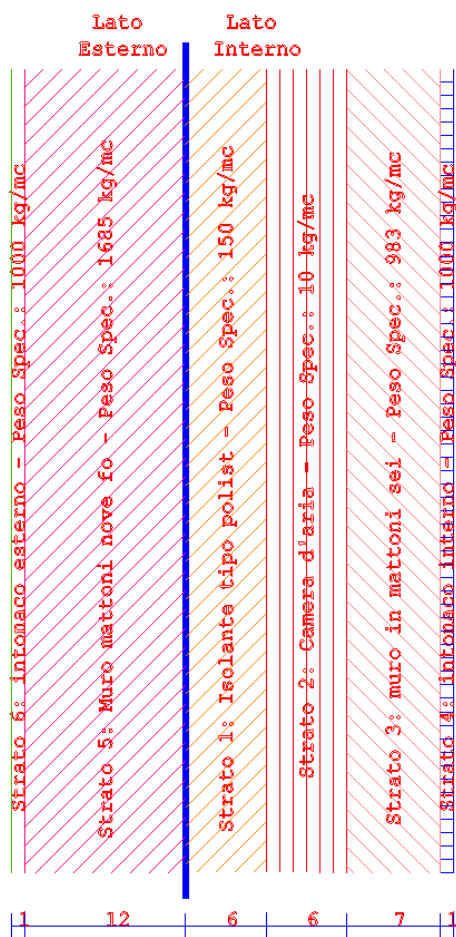 Lato
Esterno
Lato
Interno
Strato 6: intonaco esterno - Peso Spec.: 1000 kg/mc
Strato 5: Muro mattoni nove fo - Peso Spec.: 1685 kg/mc
Strato 1: Isolante tipo polist - Peso Spec.: 150 kg/mc
Strato 2: Camera d'aria - Peso Spec.: 10 kg/mc
Strato 3: muro in mattoni sei - Peso Spec.: 983 kg/mc
Strato 4: intonaco interno - Peso Spec.: 1000 kg/mc
1 12 6 6 7 1